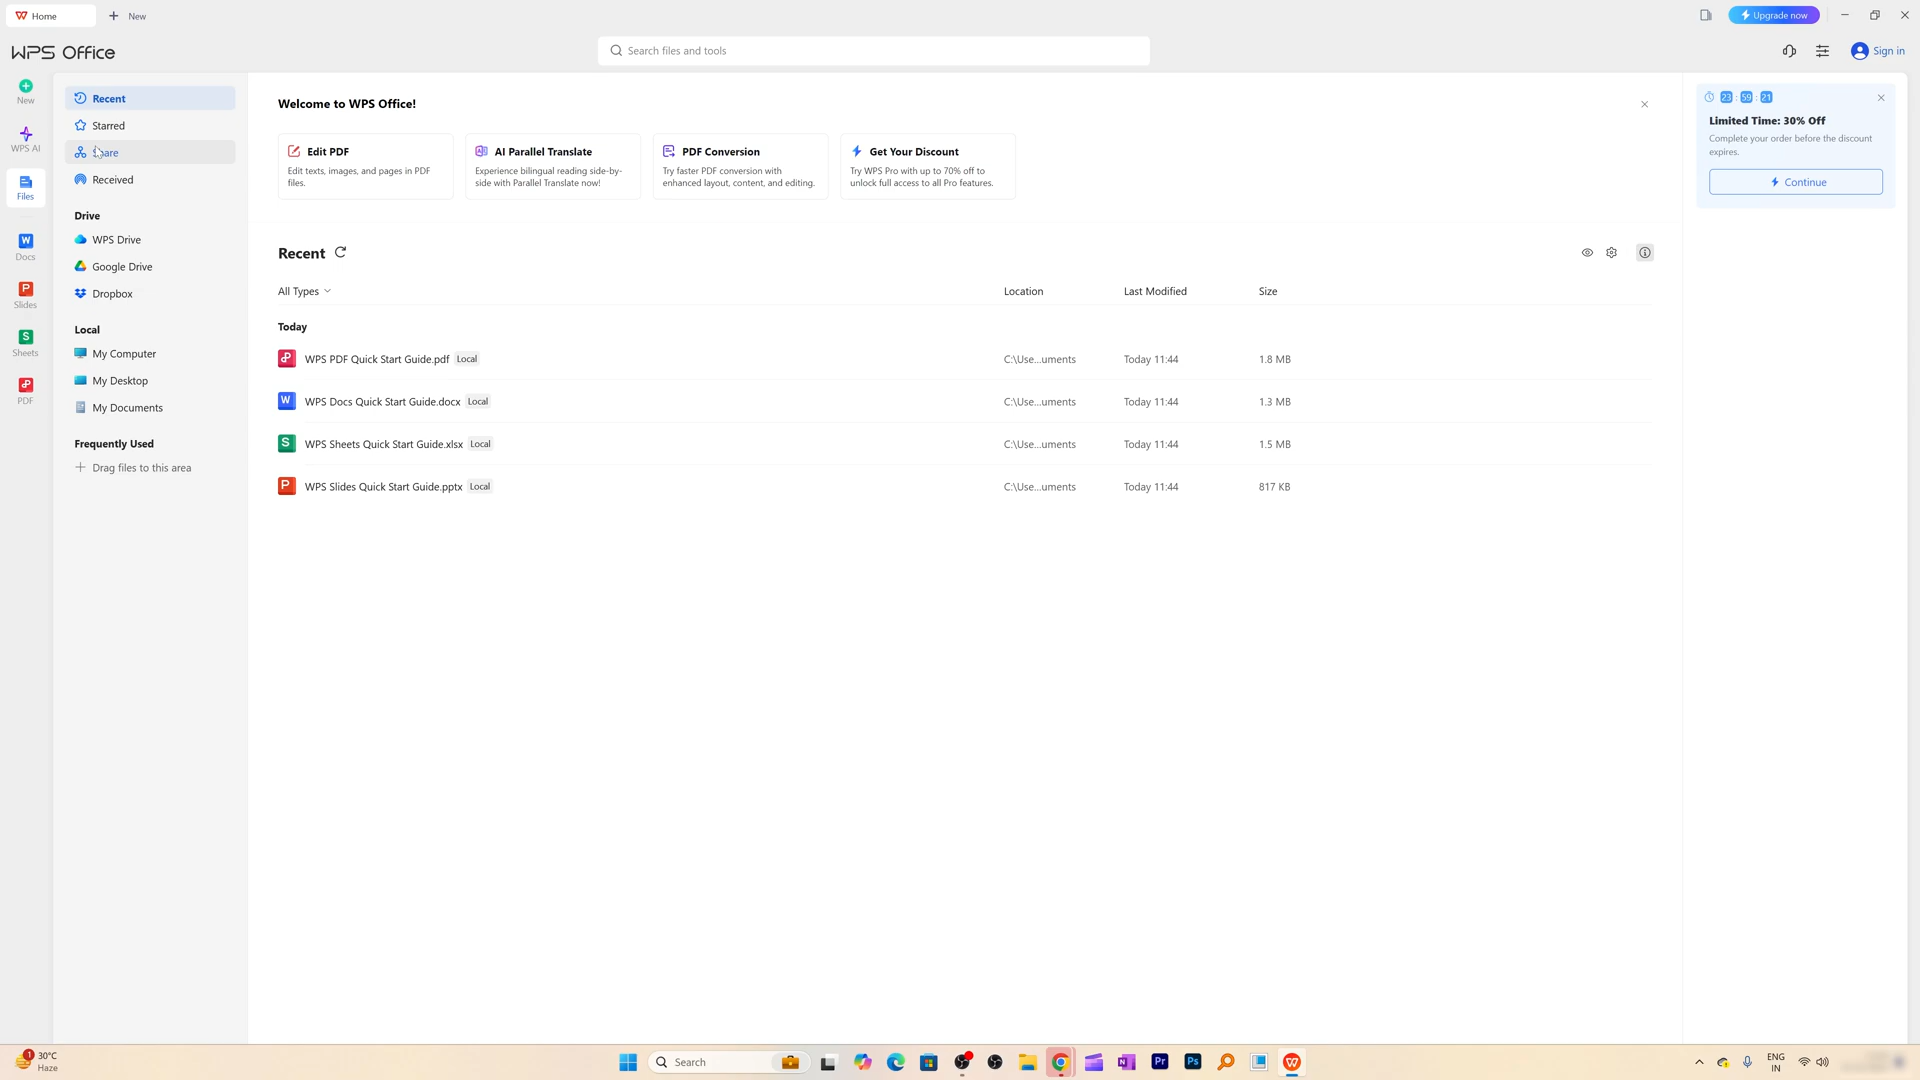 Home
New
Upgrade now
WPS Office
Search files and tools
Sign in
New
WPS AI
Files
Docs
Slides
Sheets
PDF
Recent
Starred
Share
Received
Drive
WPS Drive
Google Drive
Dropbox
Local
My Computer
My Desktop
My Documents
Frequently Used
Drag files to this area
Welcome to WPS Office!
Edit PDF
Edit texts, images, and pages in PDF
files.
AI Parallel Translate
Experience bilingual reading side-by-
side with Parallel Translate now!
PDF Conversion
Try faster PDF conversion with
enhanced layout, content, and editing.
Get Your Discount
Try WPS Pro with up to 70% off to
unlock full access to all Pro features.
Recent
All Types
Location
Last Modified
Size
Today
WPS PDF Quick Start Guide.pdf Local C:\Use...uments Today 11:44 1.8 MB
WPS Docs Quick Start Guide.docx Local C:\Use...uments Today 11:44 1.3 MB
WPS Sheets Quick Start Guide.xlsx Local C:\Use...uments Today 11:44 1.5 MB
WPS Slides Quick Start Guide.pptx Local C:\Use...uments Today 11:44 817 KB
23 : 59 : 21
Limited Time: 30% Off
Complete your order before the discount
expires.
Continue
1
30°C
Haze
Search
Pr
Ps
ENG
IN